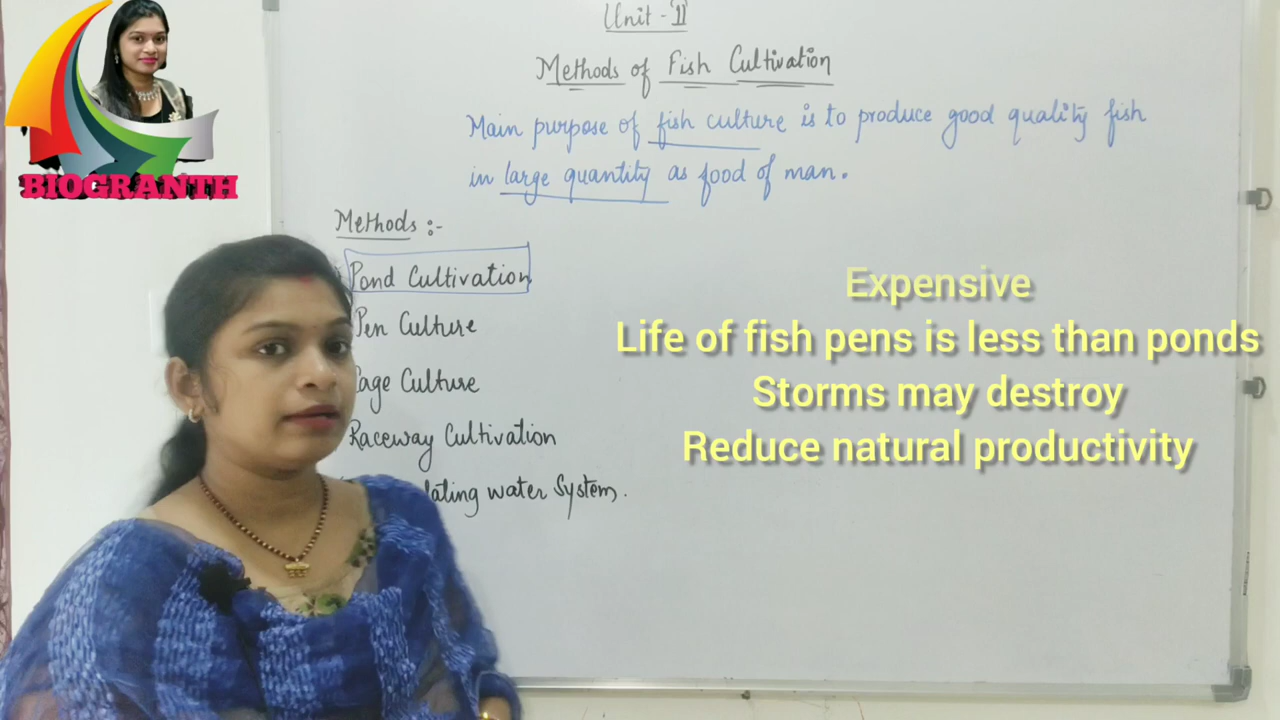 BIOGRANTH
Unit - II
Methods of Fish Cultivation
Main purpose of fish culture is to produce good quality fish
in large quantity as food of man.
Methods :-
Pond Cultivation
Pen Culture
Cage Culture
Raceway Cultivation
lating water System.
Expensive
Life of fish pens is less than ponds
Storms may destroy
Reduce natural productivity